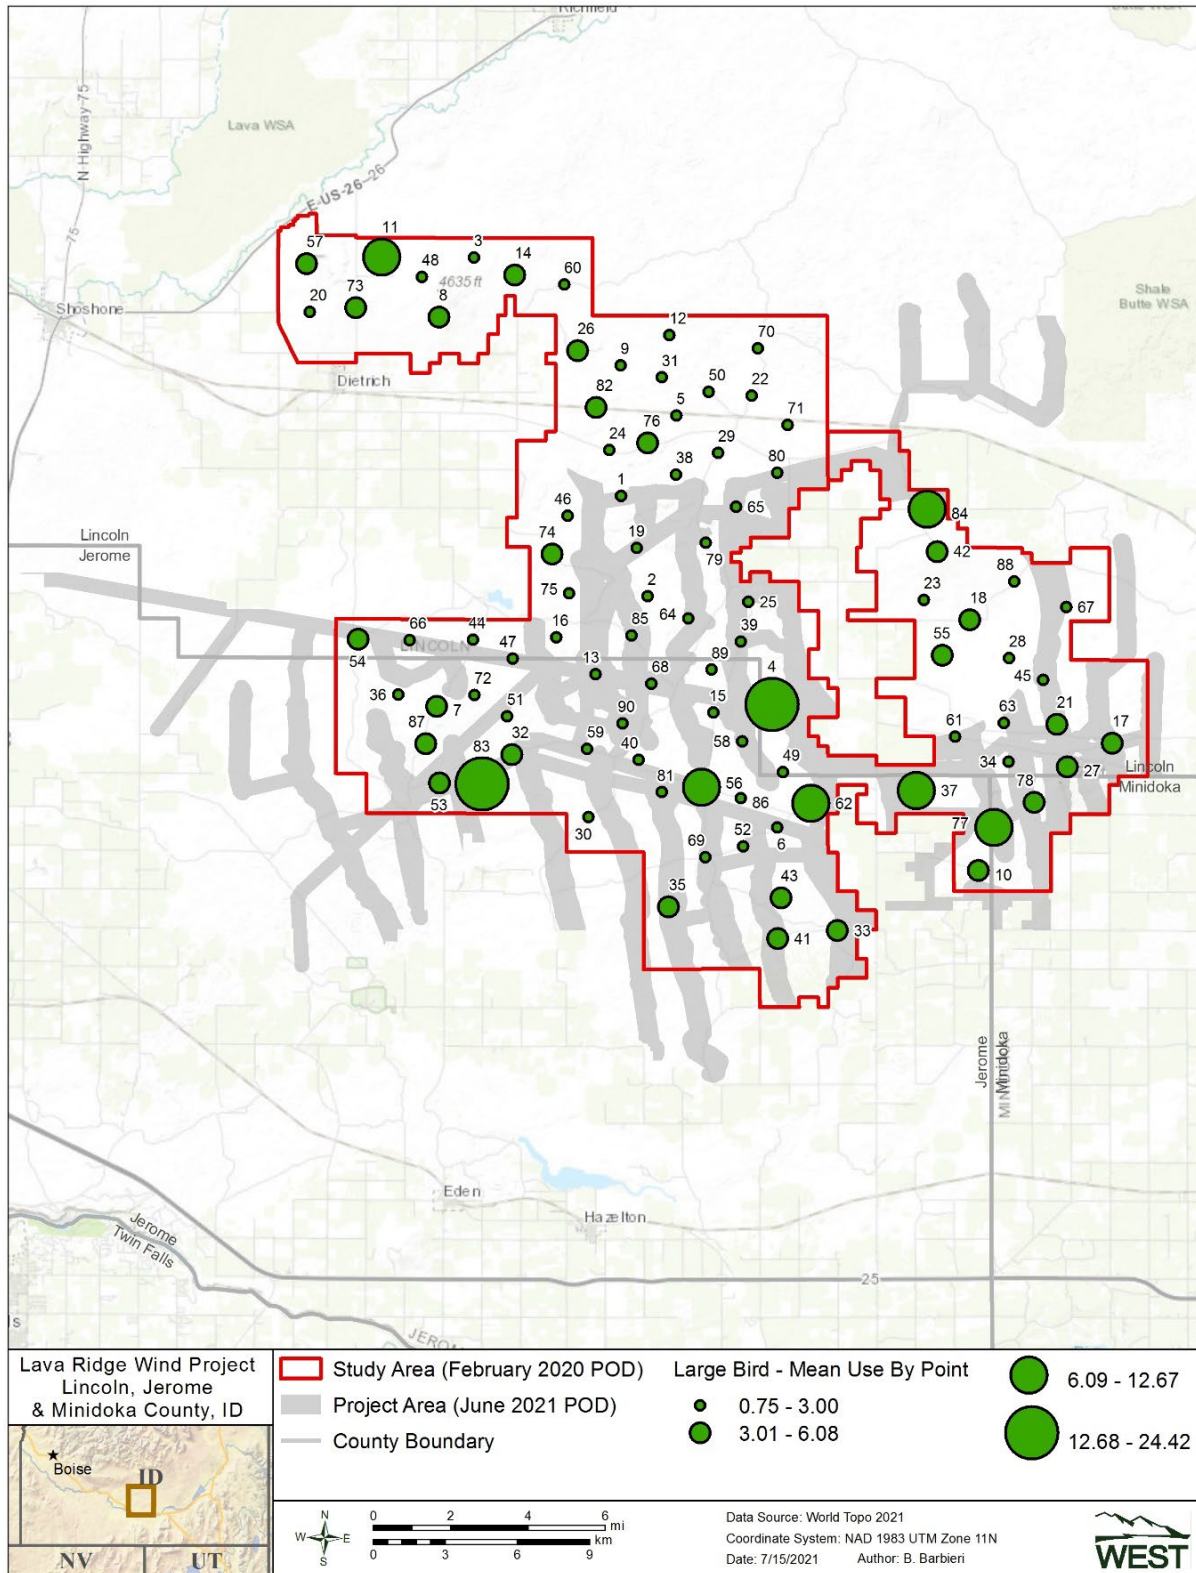 Richfield
Butte WSA
N Highway 75
Lava WSA
E-US-26
26
75
Shoshone
Shale
Butte WSA
11
3
57
48
14
4635 ft
60
20
73
8
Dietrich
12
70
26
9
31
50
22
82
5
71
76
24
29
38
80
1
46
65
84
Lincoln
Jerome
74
19
79
42
88
75
2
23
25
67
64
18
66
44
16
85
39
LINCOLN
55
28
54
47
13
89
4
45
36
72
68
7
51
15
63
21
90
61
17
87
32
59
58
83
40
49
34
Lincoln
Minidoka
27
53
81
56
37
78
86
62
30
6
77
52
69
10
35
43
41
33
Jerome
Minidoka
Eden
Hazelton
Jerome
Twin Falls
25
ls
Lava Ridge Wind Project
Lincoln, Jerome
& Minidoka County, ID
Boise
ID
NV
UT
Study Area (February 2020 POD)
Project Area (June 2021 POD)
County Boundary
Large Bird - Mean Use By Point
0.75 - 3.00
3.01 - 6.08
6.09 - 12.67
12.68 - 24.42
N
W
E
S
0 2 4 6
mi
km
0 3 6 9
Data Source: World Topo 2021
Coordinate System: NAD 1983 UTM Zone 11N
Date: 7/15/2021 Author: B. Barbieri
WEST